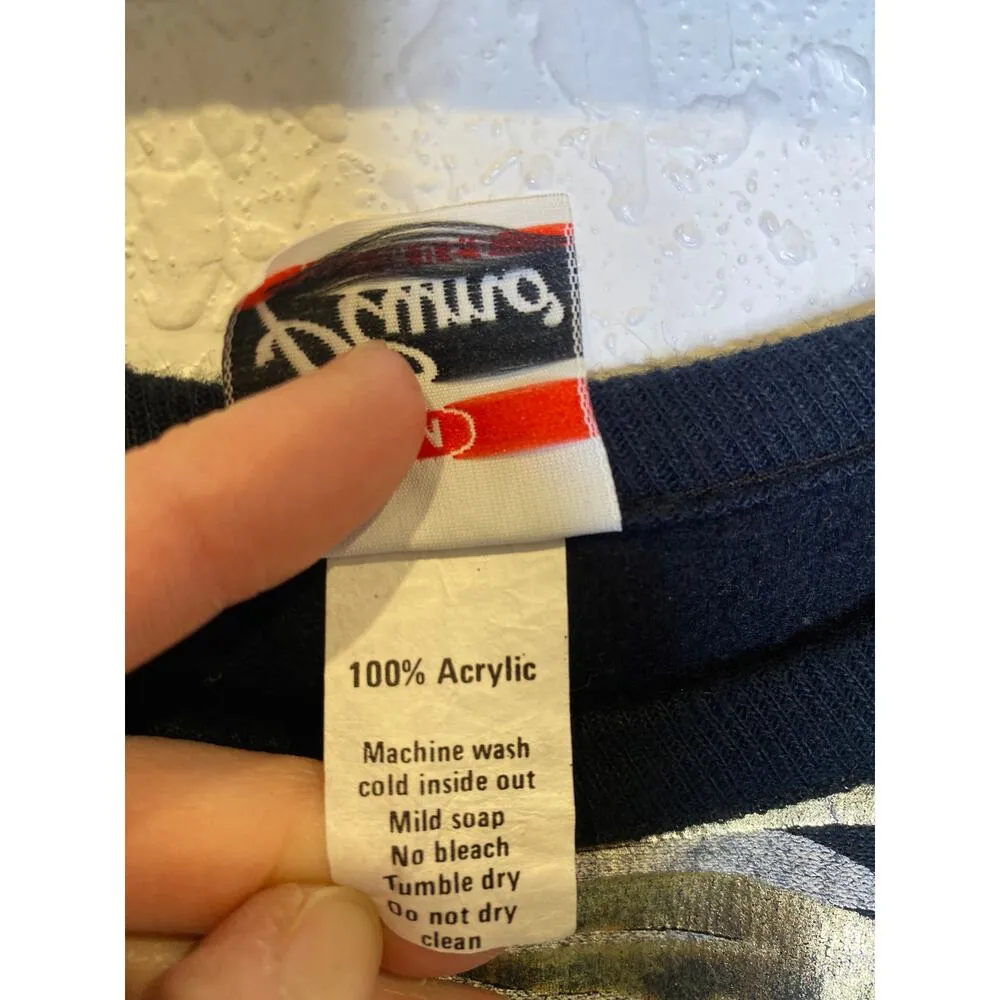 100% Acrylic
Machine wash
cold inside out
Mild soap
No bleach
Tumble dry
Do not dry
clean